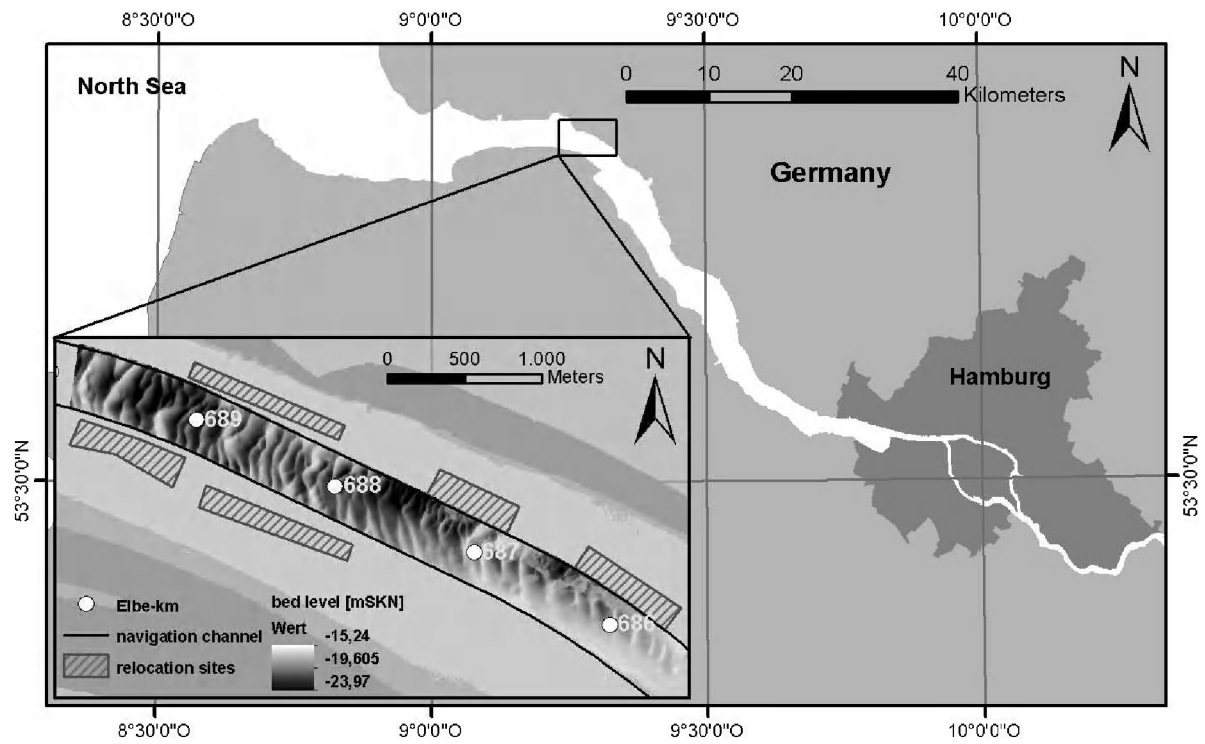 8°30'0"O 9°0'0"O 9°30'0"O 10°0'0"O
North Sea
0 10 20 40
Kilometers
N
Germany
Hamburg
0 500 1.000
Meters
N
689
688
687
686
53°30'0"N
53°30'0"N
Elbe-km
navigation channel
relocation sites
bed level [mSKN]
Wert
-15,24
-19,605
-23,97
8°30'0"O 9°0'0"O 9°30'0"O 10°0'0"O